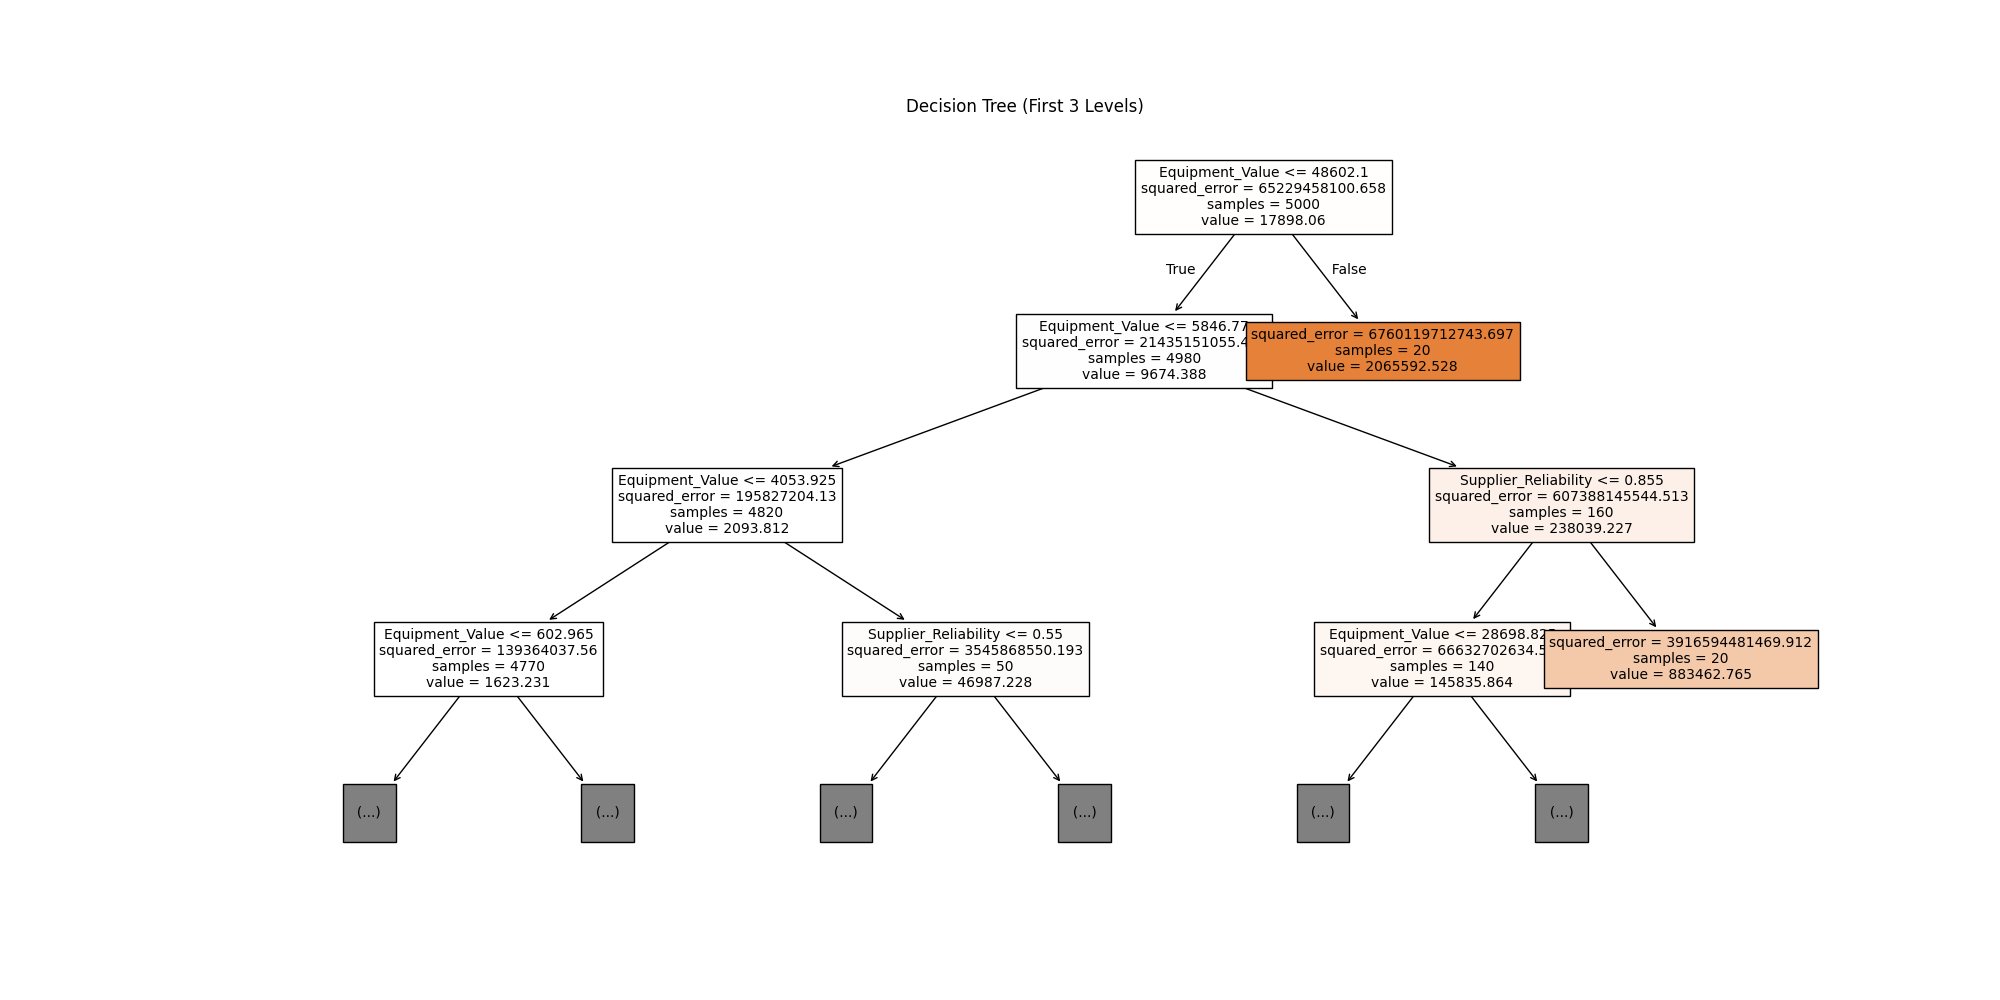 Decision Tree (First 3 Levels)
Equipment_Value <= 48602.1
squared_error = 65229458100.658
samples = 5000
value = 17898.06
True
False
Equipment_Value <= 5846.77
squared_error = 21435151055.4
samples = 4980
value = 9674.388
squared_error = 6760119712743.697
samples = 20
value = 2065592.528
Equipment_Value <= 4053.925
squared_error = 195827204.13
samples = 4820
value = 2093.812
Supplier_Reliability <= 0.855
squared_error = 607388145544.513
samples = 160
value = 238039.227
Equipment_Value <= 602.965
squared_error = 139364037.56
samples = 4770
value = 1623.231
Supplier_Reliability <= 0.55
squared_error = 3545868550.193
samples = 50
value = 46987.228
Equipment_Value <= 28698.825
squared_error = 66632702634.5
samples = 140
value = 145835.864
squared_error = 3916594481469.912
samples = 20
value = 883462.765
(...)
(...)
(...)
(...)
(...)
(...)